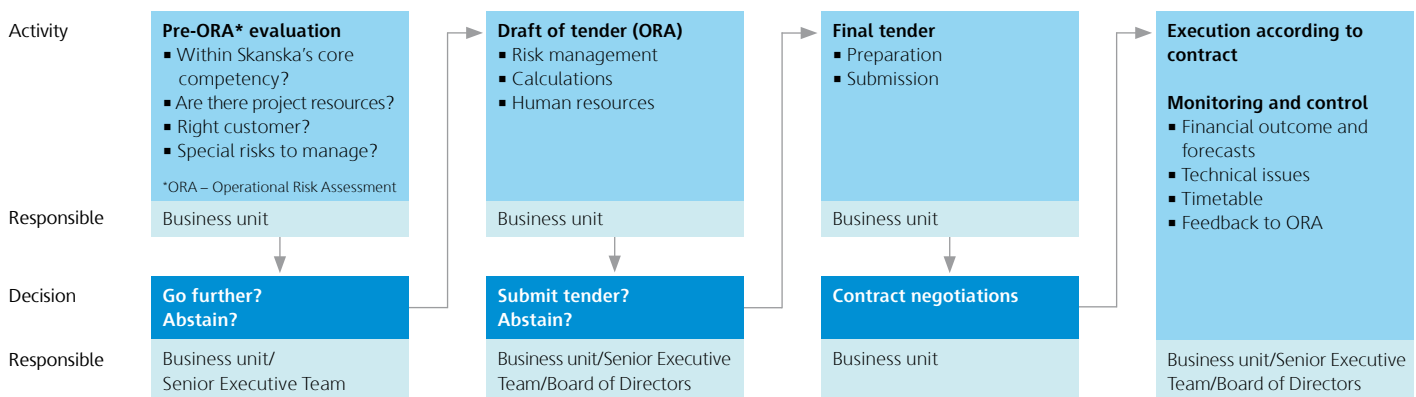 Activity
Pre-ORA* evaluation
▪ Within Skanska's core
competency?
▪ Are there project resources?
▪ Right customer?
▪ Special risks to manage?
*ORA – Operational Risk Assessment
Draft of tender (ORA)
▪ Risk management
▪ Calculations
▪ Human resources
Final tender
▪ Preparation
▪ Submission
Execution according to
contract
Monitoring and control
▪ Financial outcome and
forecasts
▪ Technical issues
▪ Timetable
▪ Feedback to ORA
Responsible
Business unit
Business unit
Business unit
Decision
Go further?
Abstain?
Submit tender?
Abstain?
Contract negotiations
Responsible
Business unit/
Senior Executive Team
Business unit/Senior Executive
Team/Board of Directors
Business unit
Business unit/Senior Executive
Team/Board of Directors